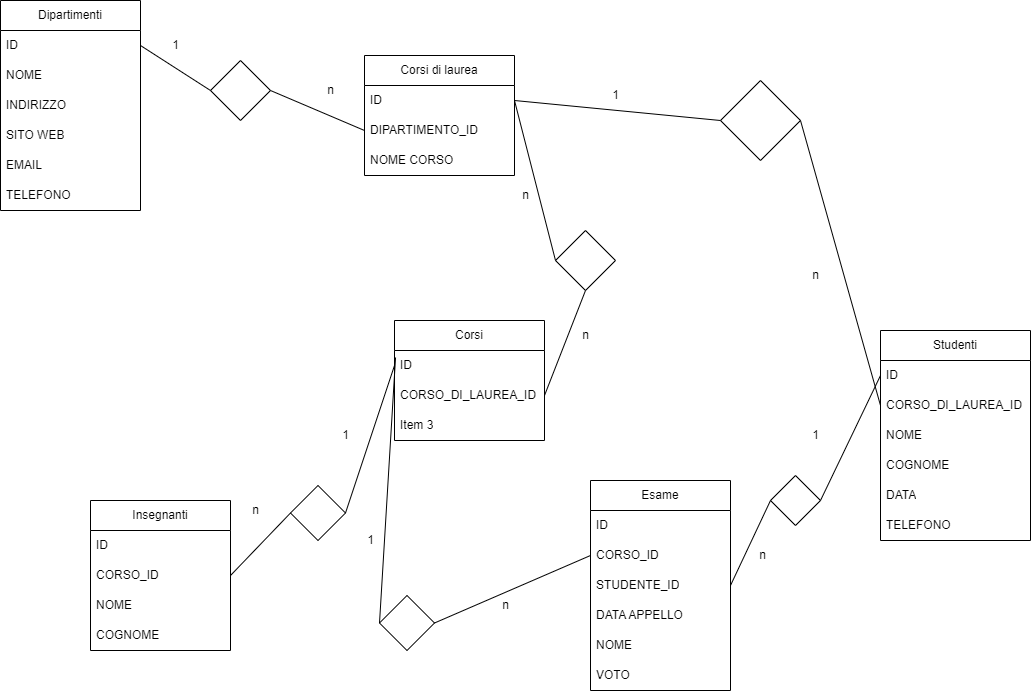 Dipartimenti
ID
NOME
INDIRIZZO
SITO WEB
EMAIL
TELEFONO
1
n
Corsi di laurea
ID
DIPARTIMENTO_ID
NOME CORSO
1
n
n
n
Corsi
ID
CORSO_DI_LAUREA_ID
Item 3
Studenti
ID
CORSO_DI_LAUREA_ID
NOME
COGNOME
DATA
TELEFONO
1
n
1
n
Insegnanti
ID
CORSO_ID
NOME
COGNOME
1
n
Esame
ID
CORSO_ID
STUDENTE_ID
DATA APPELLO
NOME
VOTO